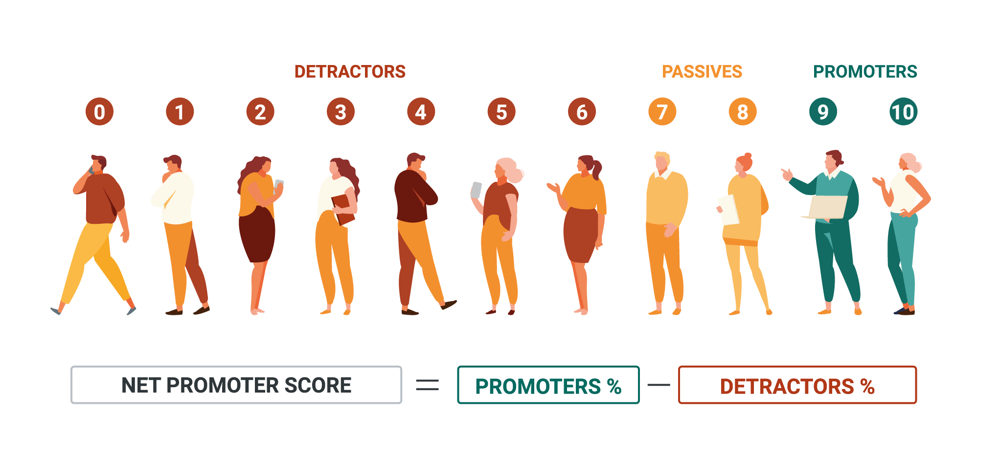 DETRACTORS PASSIVES PROMOTERS
0 1 2 3 4 5 6 7 8 9 10
NET PROMOTER SCORE = PROMOTERS % — DETRACTORS %